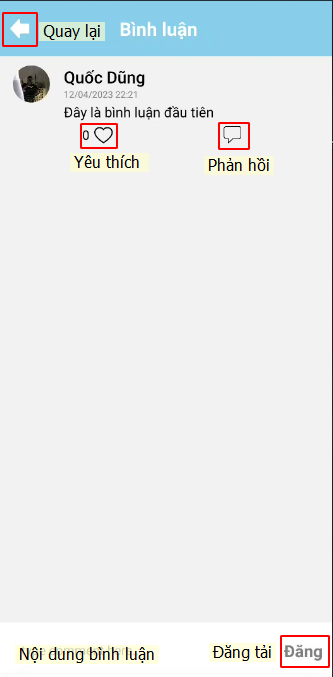 Quay lại Bình luận
Quốc Dũng
12/04/2023 22:21
Đây là bình luận đầu tiên
0
Yêu thích
Phản hồi
Nội dung bình luận
Đăng tải
Đăng